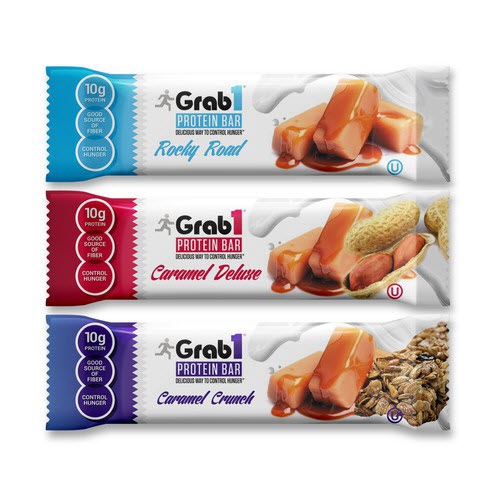 10g
PROTEIN
GOOD
SOURCE
OF
FIBER
CONTROL
HUNGER
Grab1
PROTEIN BAR
DELICIOUS WAY TO CONTROL HUNGER
Rocky Road
U
10g
PROTEIN
GOOD
SOURCE
OF
FIBER
CONTROL
HUNGER
Grab1
PROTEIN BAR
DELICIOUS WAY TO CONTROL HUNGER
Caramel Deluxe
U
10g
PROTEIN
GOOD
SOURCE OF
FIBER
CONTROL
HUNGER
Grab1
PROTEIN BAR
DELICIOUS WAY TO CONTROL HUNGER
Caramel Crunch
U